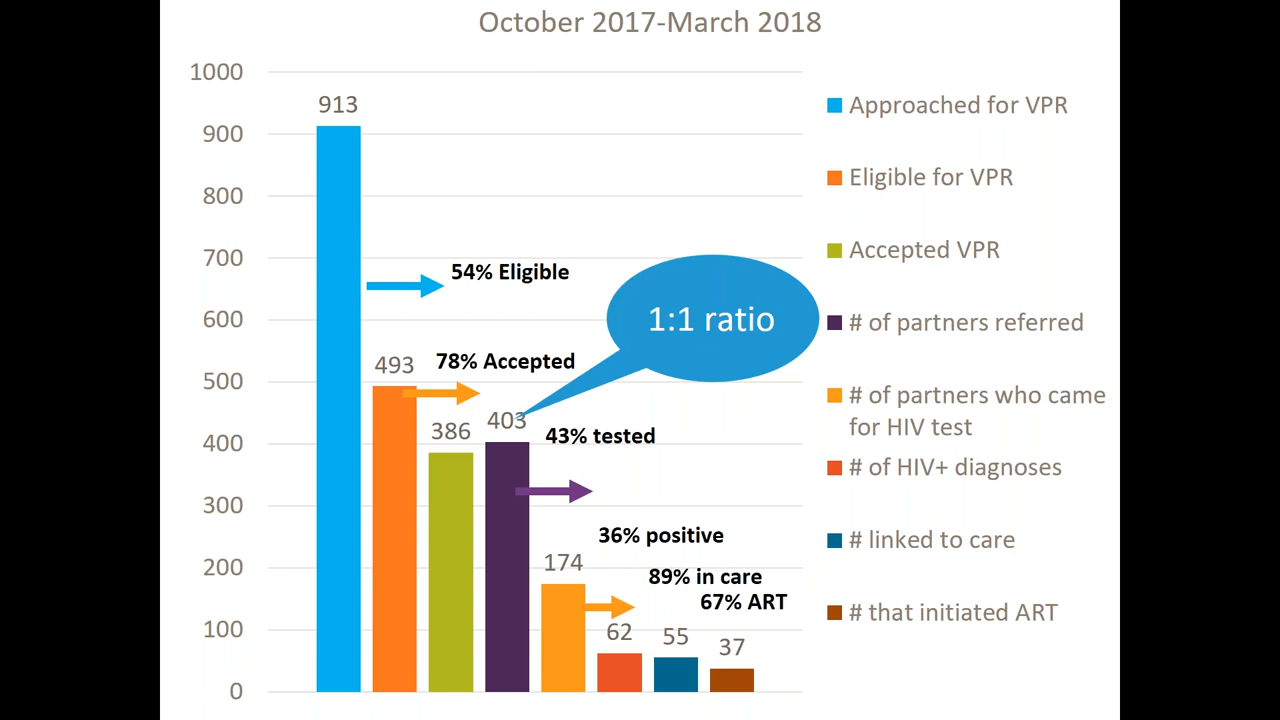 October 2017-March 2018
1000
900
800
700
600
500
400
300
200
100
0
913
493
386
403
174
62
55
37
54% Eligible
78% Accepted
1:1 ratio
43% tested
36% positive
89% in care
67% ART
Approached for VPR
Eligible for VPR
Accepted VPR
# of partners referred
# of partners who came
for HIV test
# of HIV+ diagnoses
# linked to care
# that initiated ART